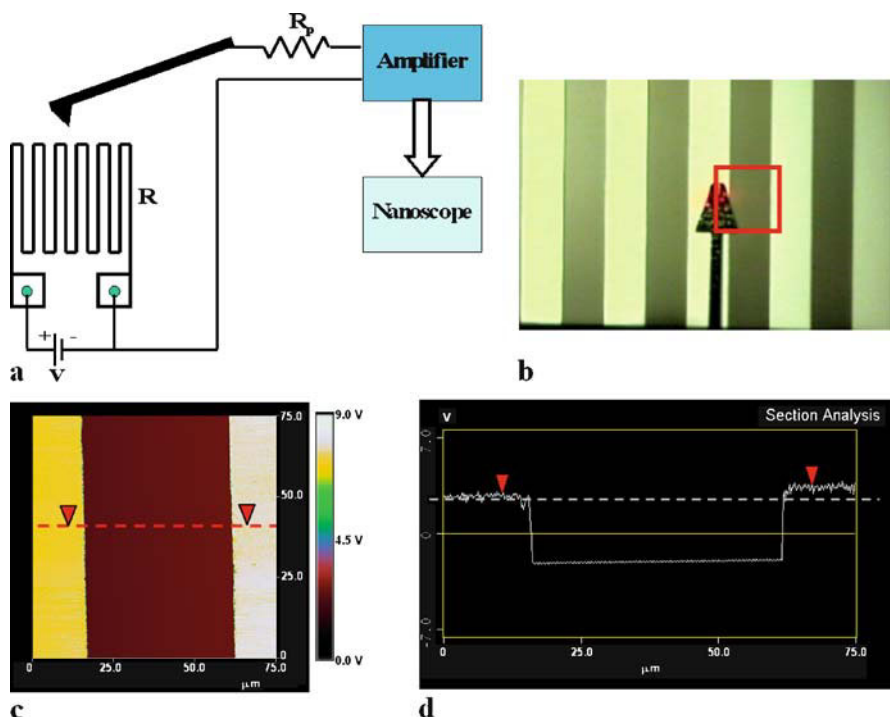 R
p
Amplifier
Nanoscope
R
+
-
V
a
b
75.0
50.0
25.0
0
0
25.0
50.0
75.0
μm
9.0 V
4.5 V
0.0 V
c
V
Section Analysis
7.0
0
-7.0
0
25.0
50.0
75.0
μm
d